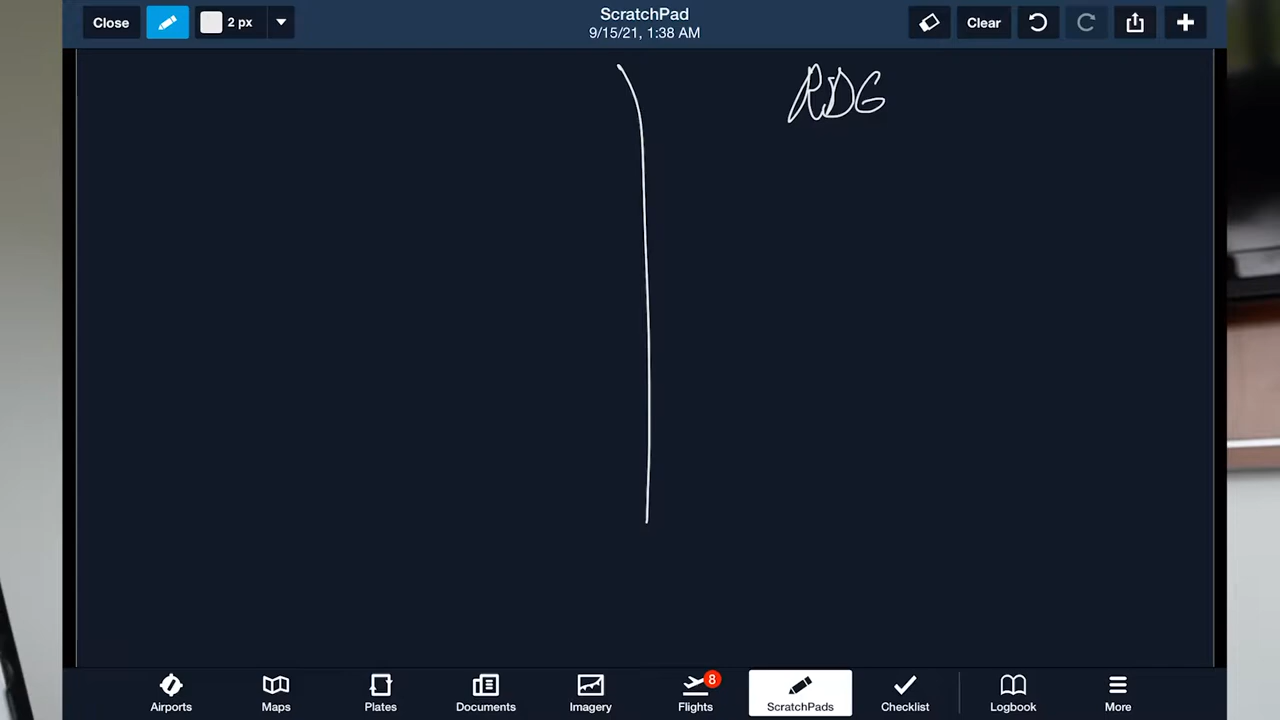 Close
2 px
ScratchPad
9/15/21, 1:38 AM
Clear
RDG
Airports
Maps
Plates
Documents
Imagery
8
Flights
ScratchPads
Checklist
Logbook
More